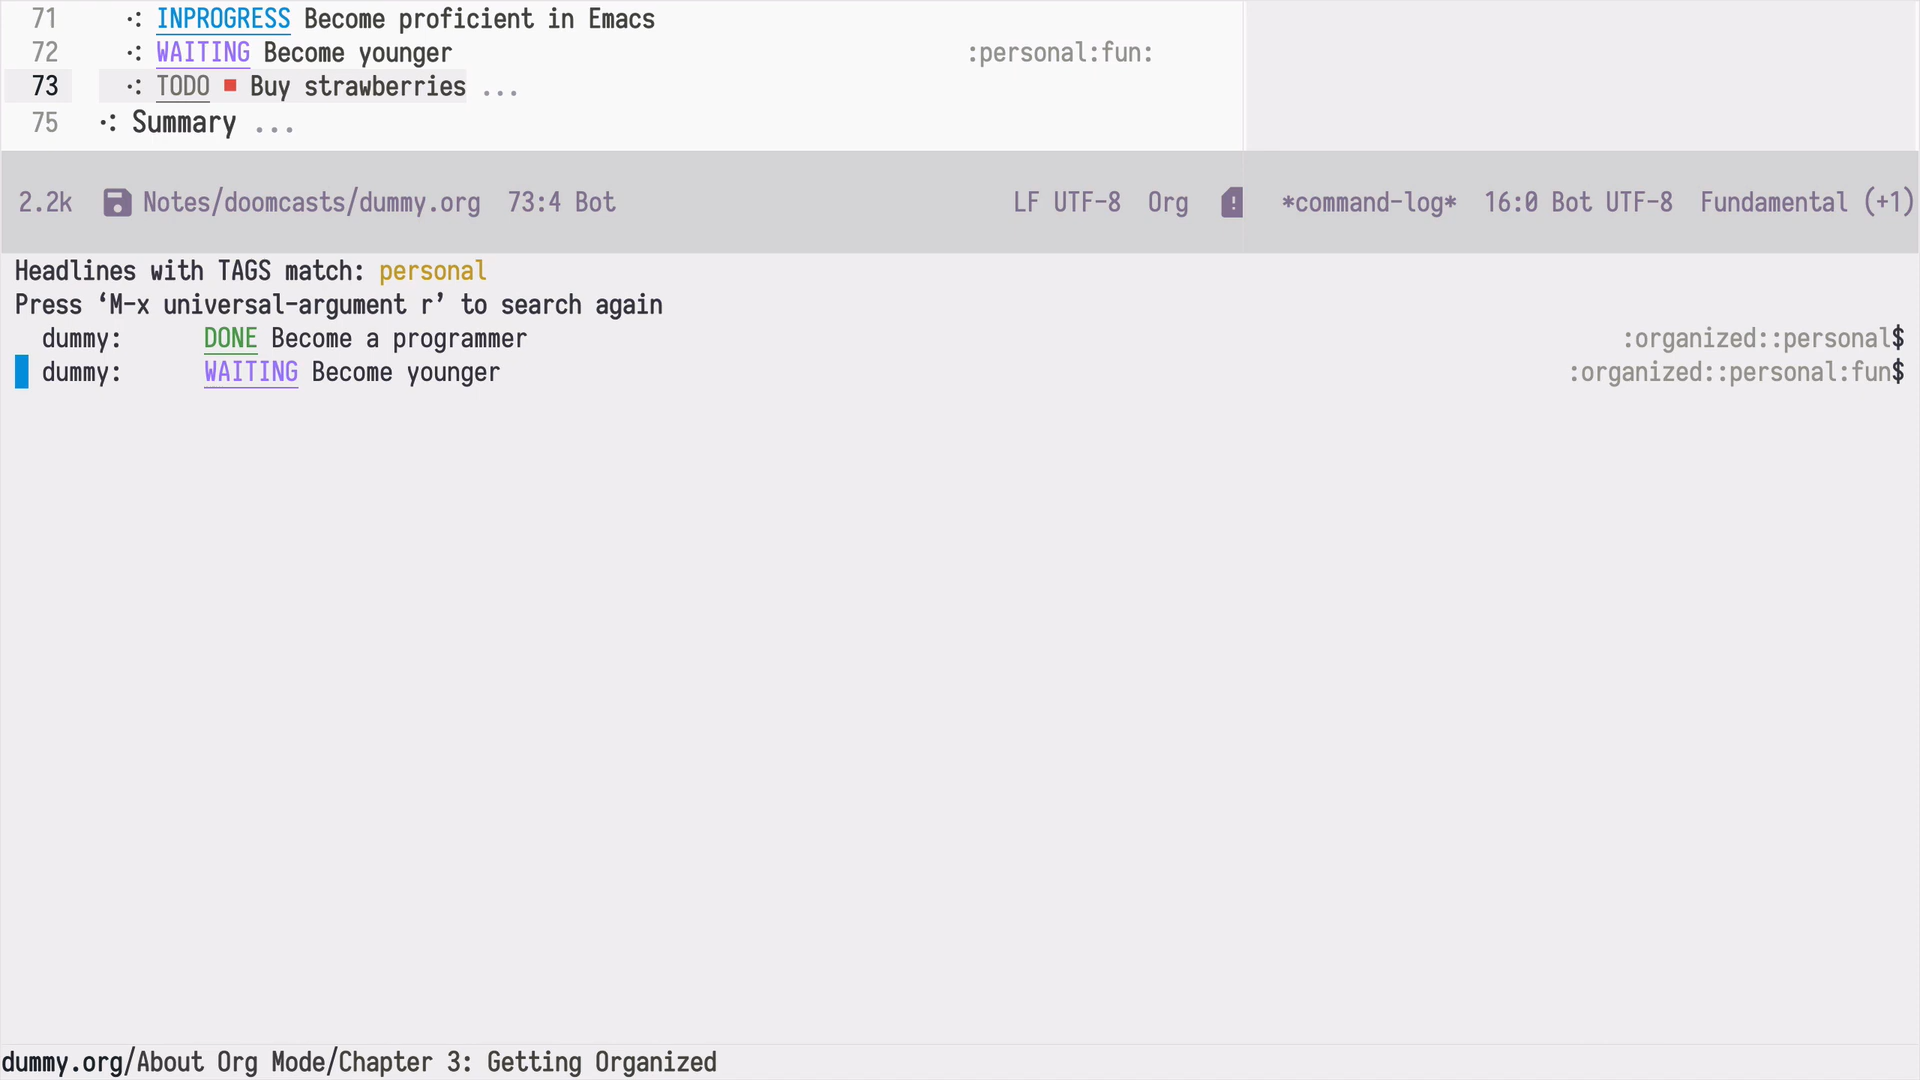 71 ·: INPROGRESS Become proficient in Emacs
72 ·: WAITING Become younger :personal:fun:
73 ·: TODO ■ Buy strawberries ...
75 ·: Summary ...
2.2k Notes/doomcasts/dummy.org 73:4 Bot LF UTF-8 Org ! *command-log* 16:0 Bot UTF-8 Fundamental (+1)
Headlines with TAGS match: personal
Press ‘M-x universal-argument r’ to search again
dummy: DONE Become a programmer :organized::personal$
dummy: WAITING Become younger :organized::personal:fun$
dummy.org/About Org Mode/Chapter 3: Getting Organized